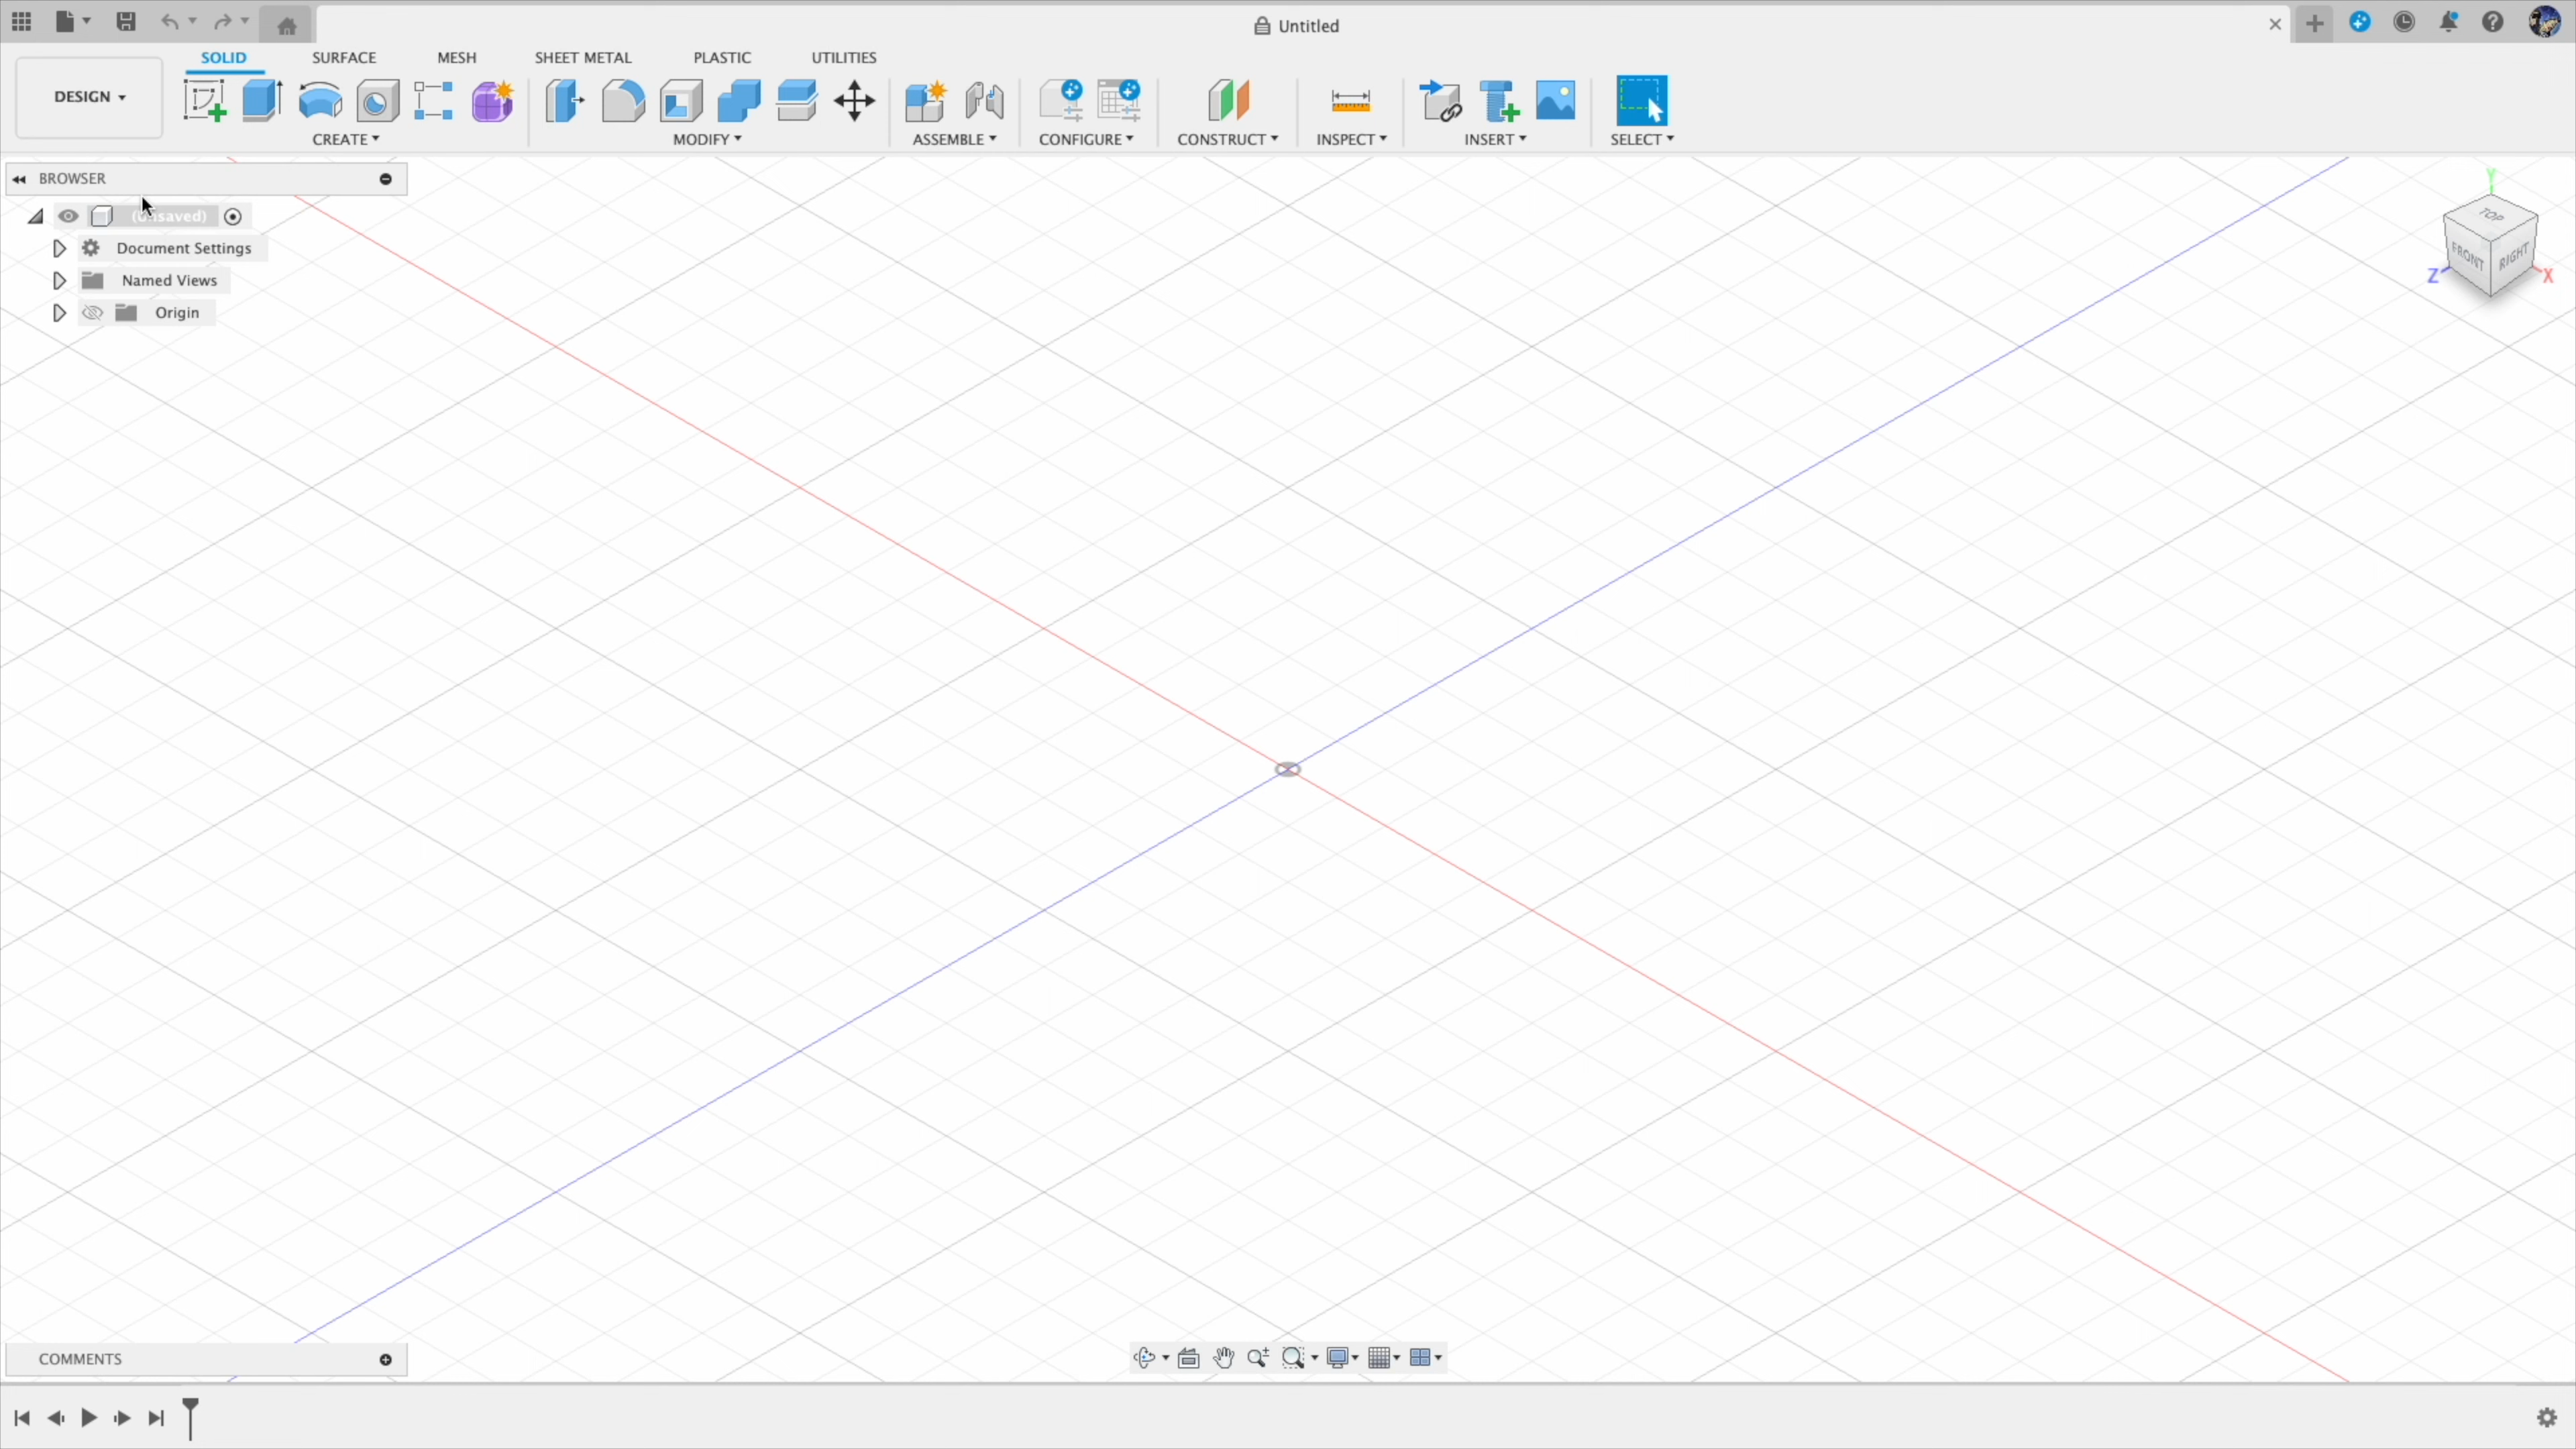 Untitled
SOLID SURFACE MESH SHEET METAL PLASTIC UTILITIES
DESIGN
CREATE MODIFY ASSEMBLE CONFIGURE CONSTRUCT INSPECT INSERT SELECT
BROWSER
(Unsaved)
Document Settings
Named Views
Origin
Y
TOP
FRONT RIGHT
Z X
COMMENTS